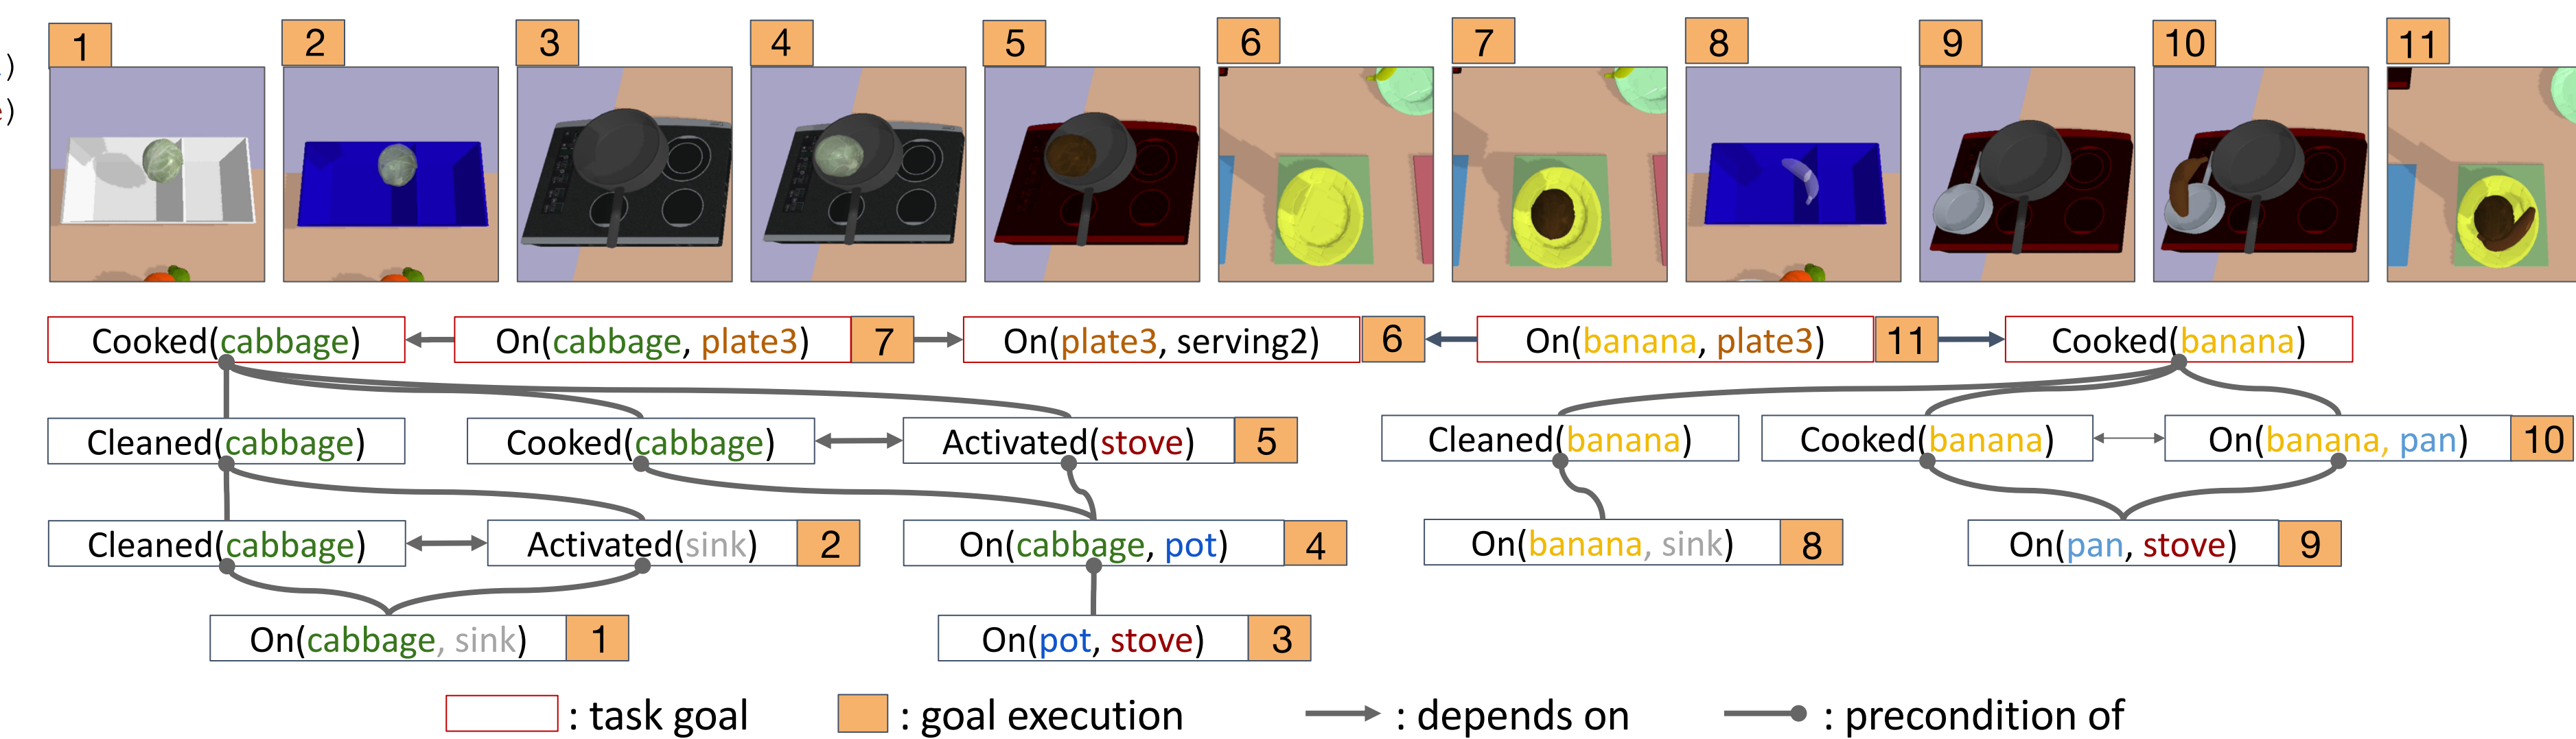 1 2 3 4 5 6 7 8 9 10 11
)
)
Cooked(cabbage) On(cabbage, plate3) 7 On(plate3, serving2) 6 On(banana, plate3) 11 Cooked(banana)
Cleaned(cabbage) Cooked(cabbage) Activated(stove) 5 Cleaned(banana) Cooked(banana) On(banana, pan) 10
Cleaned(cabbage) Activated(sink) 2 On(cabbage, pot) 4 On(banana, sink) 8 On(pan, stove) 9
On(cabbage, sink) 1 On(pot, stove) 3
: task goal : goal execution : depends on : precondition of